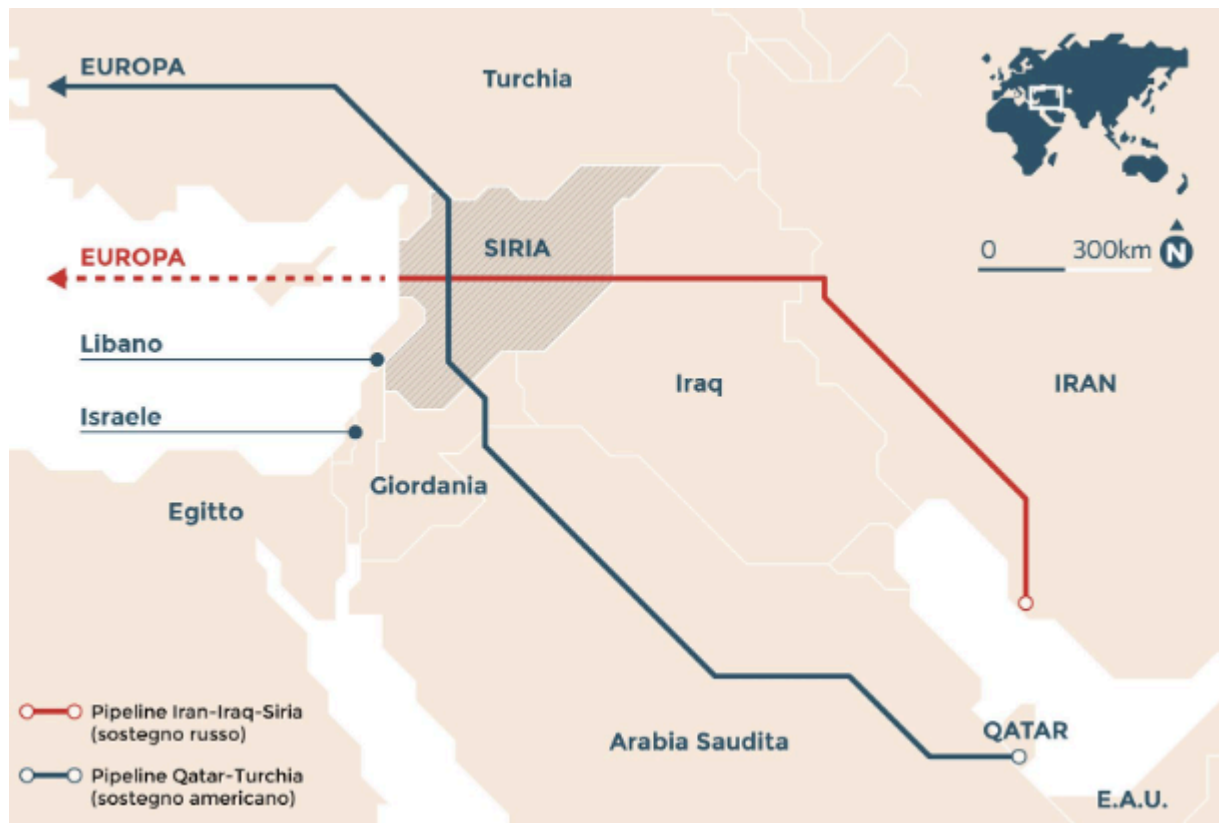 EUROPA
Turchia
EUROPA
SIRIA
0 300km N
Libano
Iraq
IRAN
Israele
Giordania
Egitto
Pipeline Iran-Iraq-Siria
(sostegno russo)
Arabia Saudita
QATAR
Pipeline Qatar-Turchia
(sostegno americano)
E.A.U.